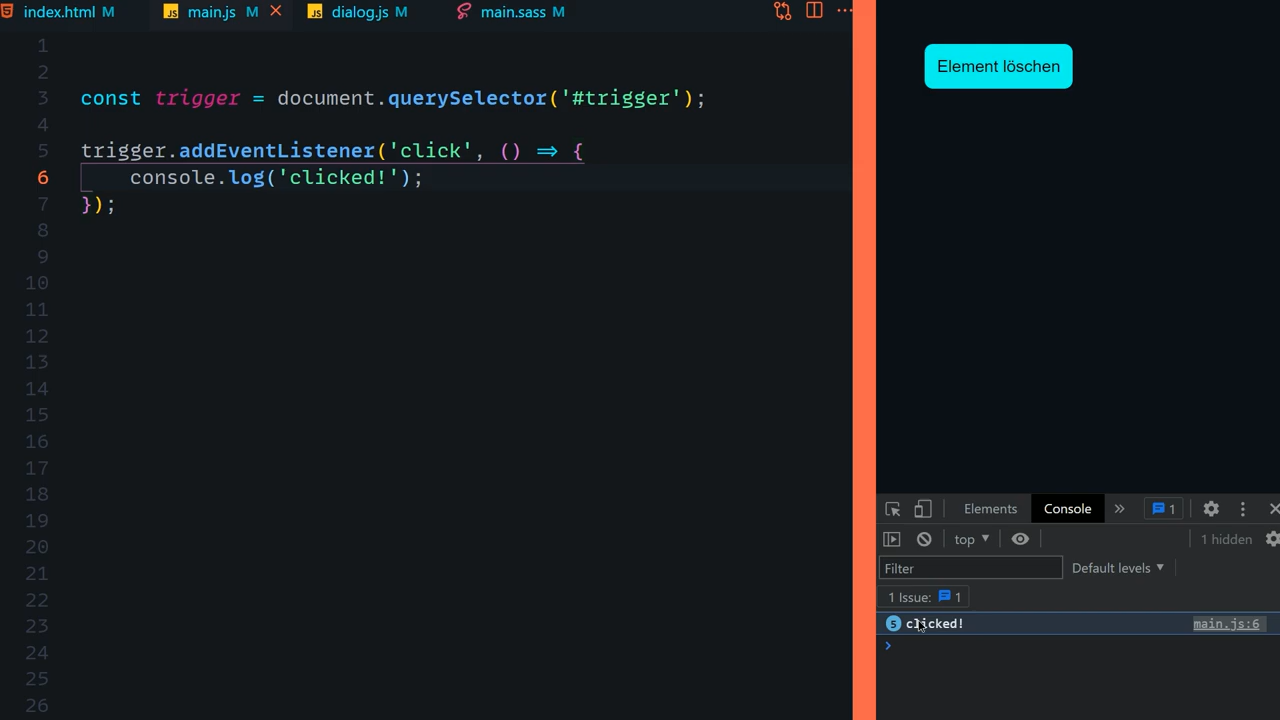 index.html M main.js M dialog.js M main.sass M
1
2
3 const trigger = document.querySelector('#trigger');
4
5 trigger.addEventListener('click', () => {
6 console.log('clicked!');
7 });
8
9
10
11
12
13
14
15
16
17
18
19
20
21
22
23
24
25
26
Element löschen
Elements Console » 1
top 1 hidden
Filter Default levels
1 Issue: 1
5 clicked! main.js:6